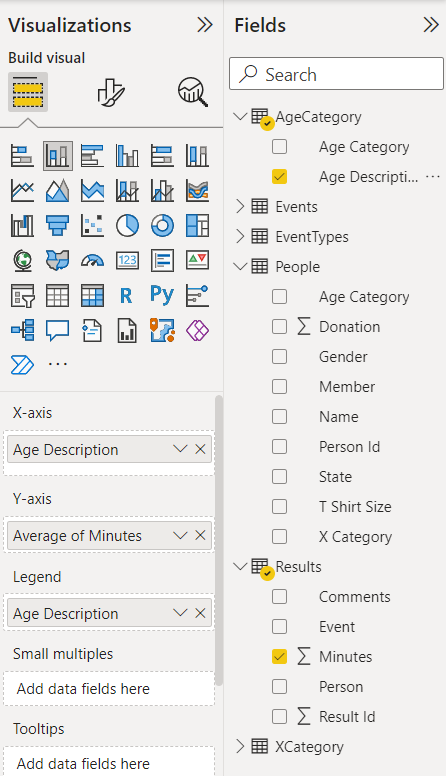 Visualizations
Build visual
123
R
Py
X-axis
Age Description
Y-axis
Average of Minutes
Legend
Age Description
Small multiples
Add data fields here
Tooltips
Add data fields here
Fields
Search
AgeCategory
Age Category
Age Descripti...
Events
EventTypes
People
Age Category
Donation
Gender
Member
Name
Person Id
State
T Shirt Size
X Category
Results
Comments
Event
Minutes
Person
Result Id
XCategory